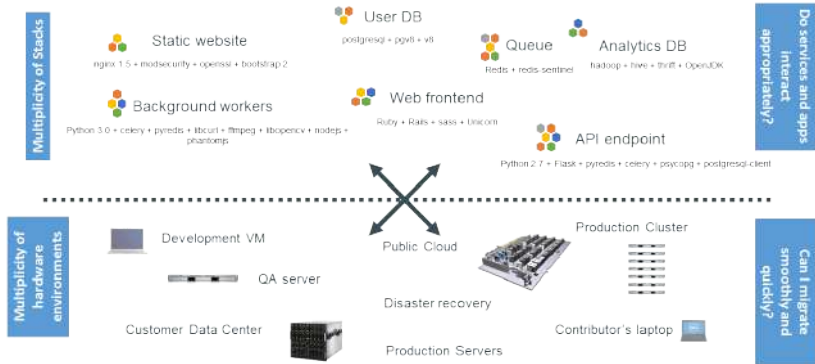 Multiplicity of Stacks
Static website
nginx 1.5 + modsecurity + openssl + bootstrap 2
User DB
postgresql + pgv8 + v8
Queue
Redis + redis-sentinel
Analytics DB
hadoop + hive + thrift + OpenJDK
Background workers
Python 3.0 + celery + pyredis + libcurl + ffmpeg + libopencv + nodejs +
phantomjs
Web frontend
Ruby + Rails + sass + Unicorn
API endpoint
Python 2.7 + Flask + pyredis + celery + psycopg + postgresql-client
Do services and apps
interact
appropriately?
Multiplicity of
hardware
environments
Development VM
QA server
Customer Data Center
Public Cloud
Disaster recovery
Production Servers
Production Cluster
Contributor's laptop
Can I migrate
smoothly and
quickly?